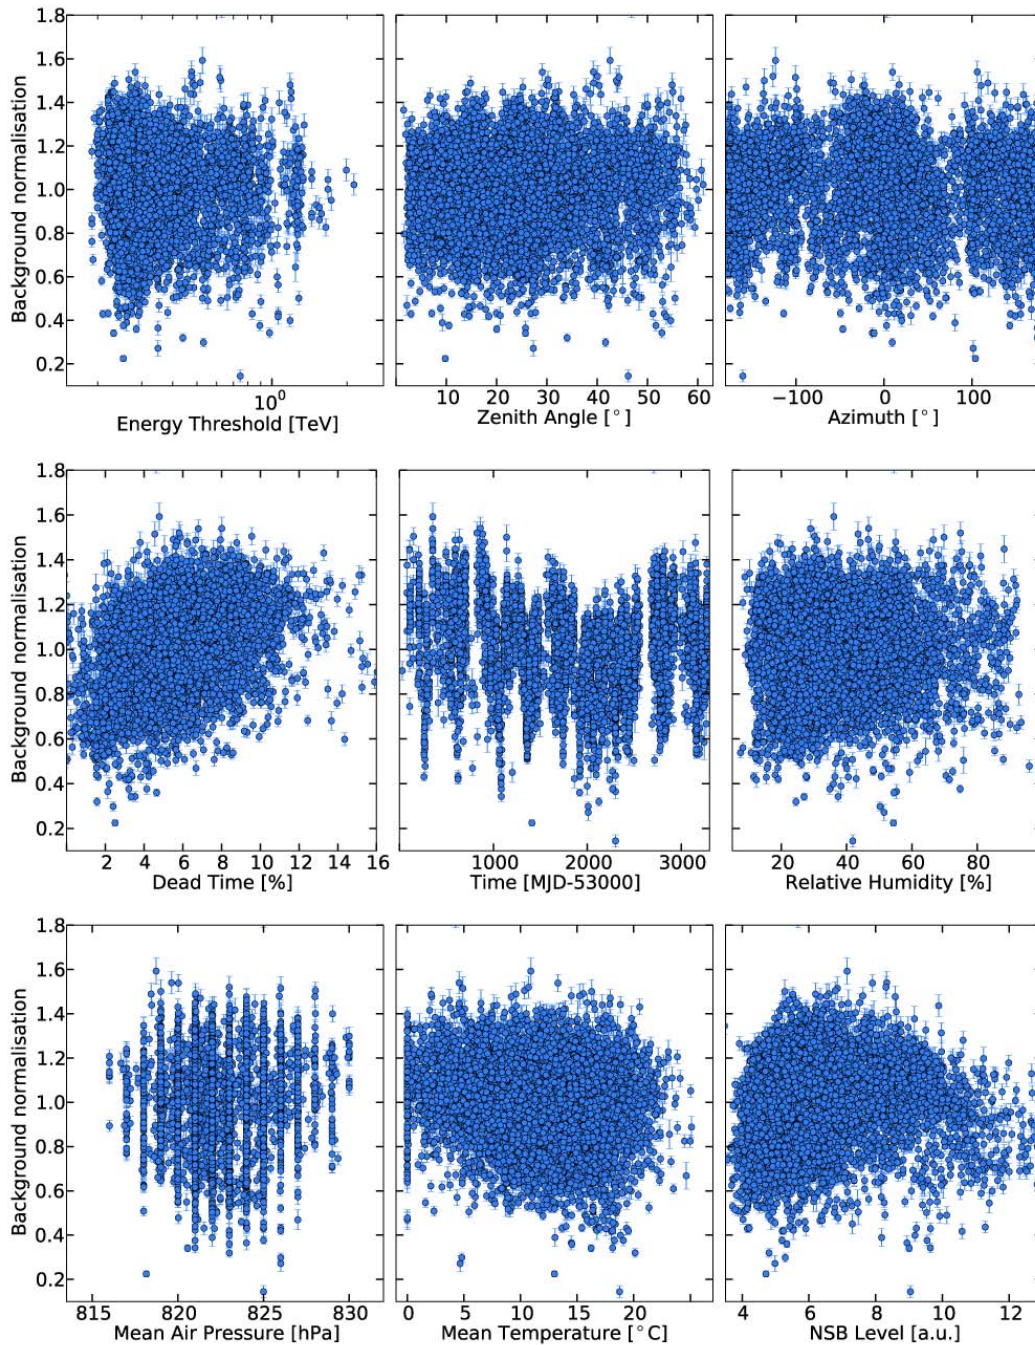 1.8
1.6
1.4
1.2
1.0
0.8
0.6
0.4
0.2
Background normalisation
10⁰
Energy Threshold [TeV]
10 20 30 40 50 60
Zenith Angle [°]
−100 0 100
Azimuth [°]
1.8
1.6
1.4
1.2
1.0
0.8
0.6
0.4
0.2
Background normalisation
2 4 6 8 10 12 14 16
Dead Time [%]
1000 2000 3000
Time [MJD-53000]
20 40 60 80
Relative Humidity [%]
1.8
1.6
1.4
1.2
1.0
0.8
0.6
0.4
0.2
Background normalisation
815 820 825 830
Mean Air Pressure [hPa]
0 5 10 15 20
Mean Temperature [°C]
4 6 8 10 12
NSB Level [a.u.]